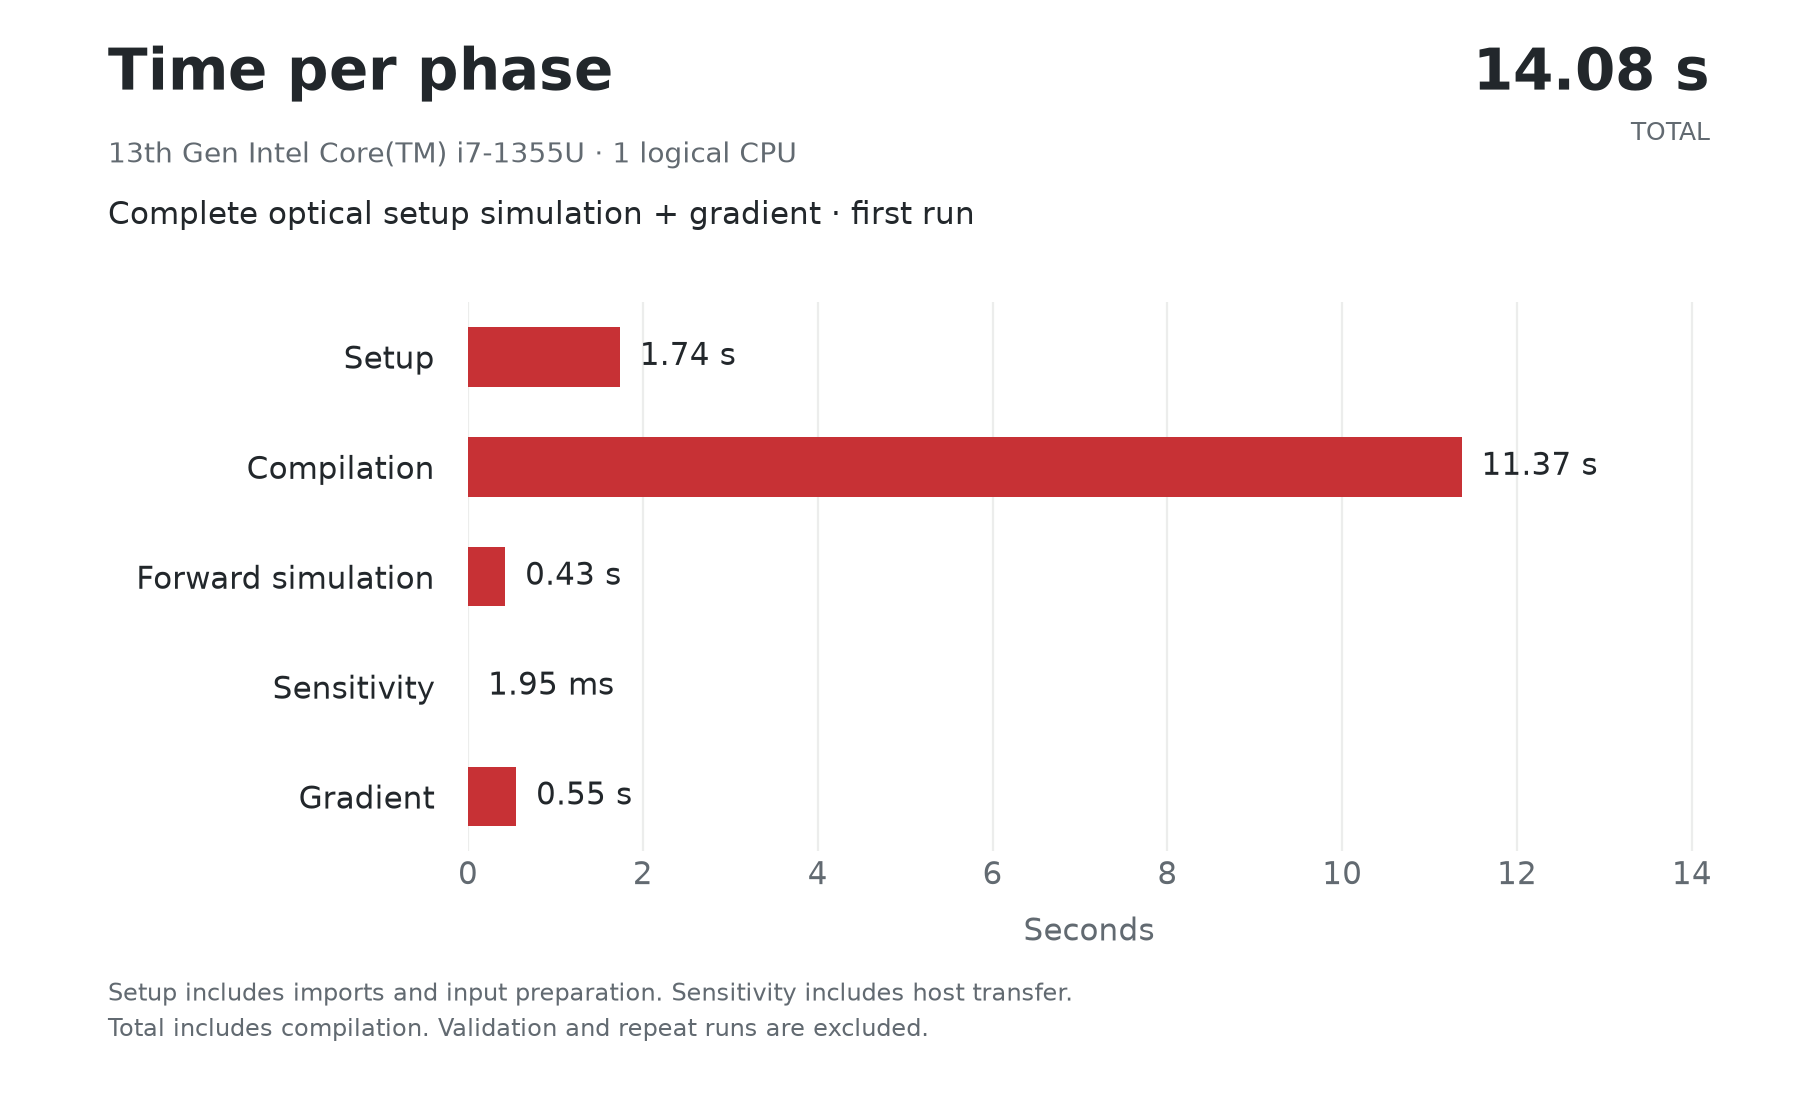 Time per phase
14.08 s
TOTAL
13th Gen Intel Core(TM) i7-1355U · 1 logical CPU
Complete optical setup simulation + gradient · first run
Setup
1.74 s
Compilation
11.37 s
Forward simulation
0.43 s
Sensitivity
1.95 ms
Gradient
0.55 s
0 2 4 6 8 10 12 14
Seconds
Setup includes imports and input preparation. Sensitivity includes host transfer.
Total includes compilation. Validation and repeat runs are excluded.